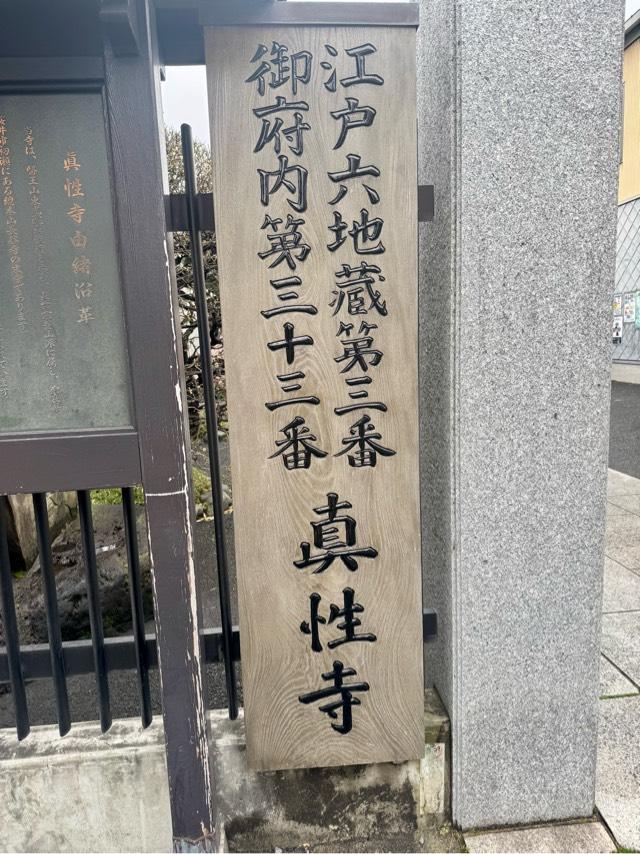 江戸六地蔵第三番
御府内第三十三番
真性寺
眞性寺由緒沿革